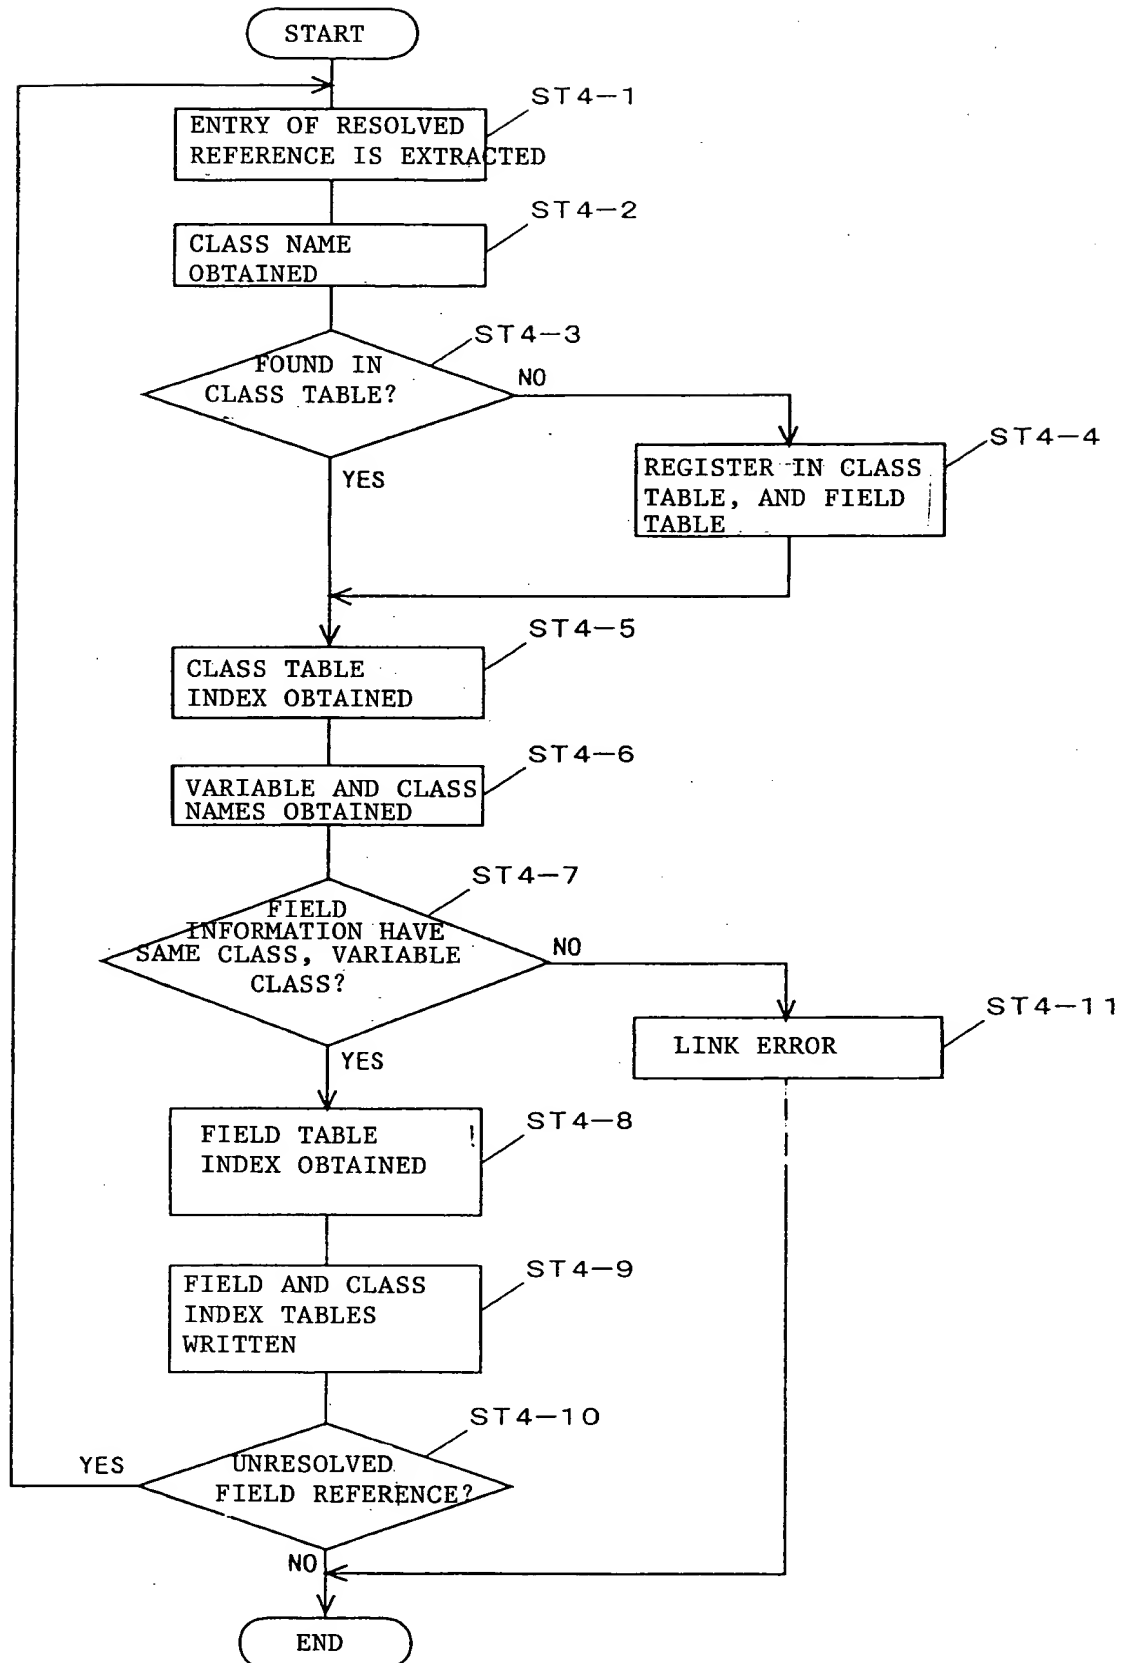 START
ST4-1
ENTRY OF RESOLVED
REFERENCE IS EXTRACTED
ST4-2
CLASS NAME
OBTAINED
ST4-3
FOUND IN
CLASS TABLE?
NO
YES
ST4-4
REGISTER IN CLASS
TABLE, AND FIELD
TABLE
ST4-5
CLASS TABLE
INDEX OBTAINED
ST4-6
VARIABLE AND CLASS
NAMES OBTAINED
ST4-7
FIELD
INFORMATION HAVE
SAME CLASS, VARIABLE
CLASS?
NO
YES
ST4-11
LINK ERROR
ST4-8
FIELD TABLE
INDEX OBTAINED
ST4-9
FIELD AND CLASS
INDEX TABLES
WRITTEN
ST4-10
UNRESOLVED
FIELD REFERENCE?
YES
NO
END